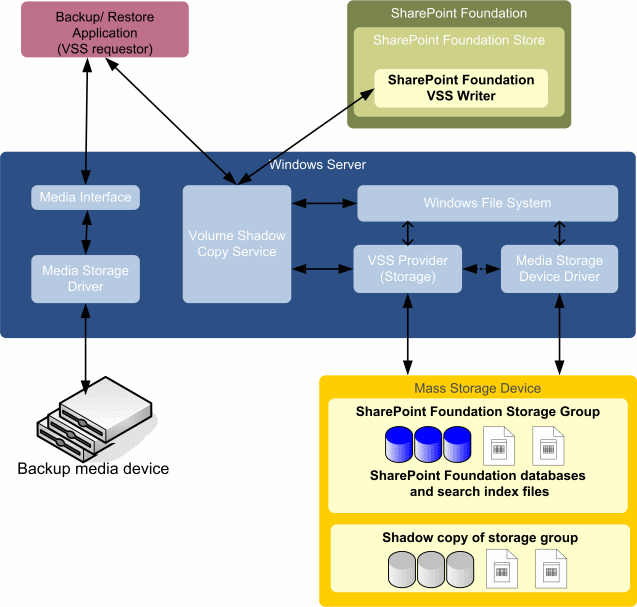 Backup/ Restore
Application
(VSS requestor)
SharePoint Foundation
SharePoint Foundation Store
SharePoint Foundation
VSS Writer
Windows Server
Media Interface
Volume Shadow
Copy Service
Windows File System
Media Storage
Driver
VSS Provider
(Storage)
Media Storage
Device Driver
Backup media device
Mass Storage Device
SharePoint Foundation Storage Group
SharePoint Foundation databases
and search index files
Shadow copy of storage group